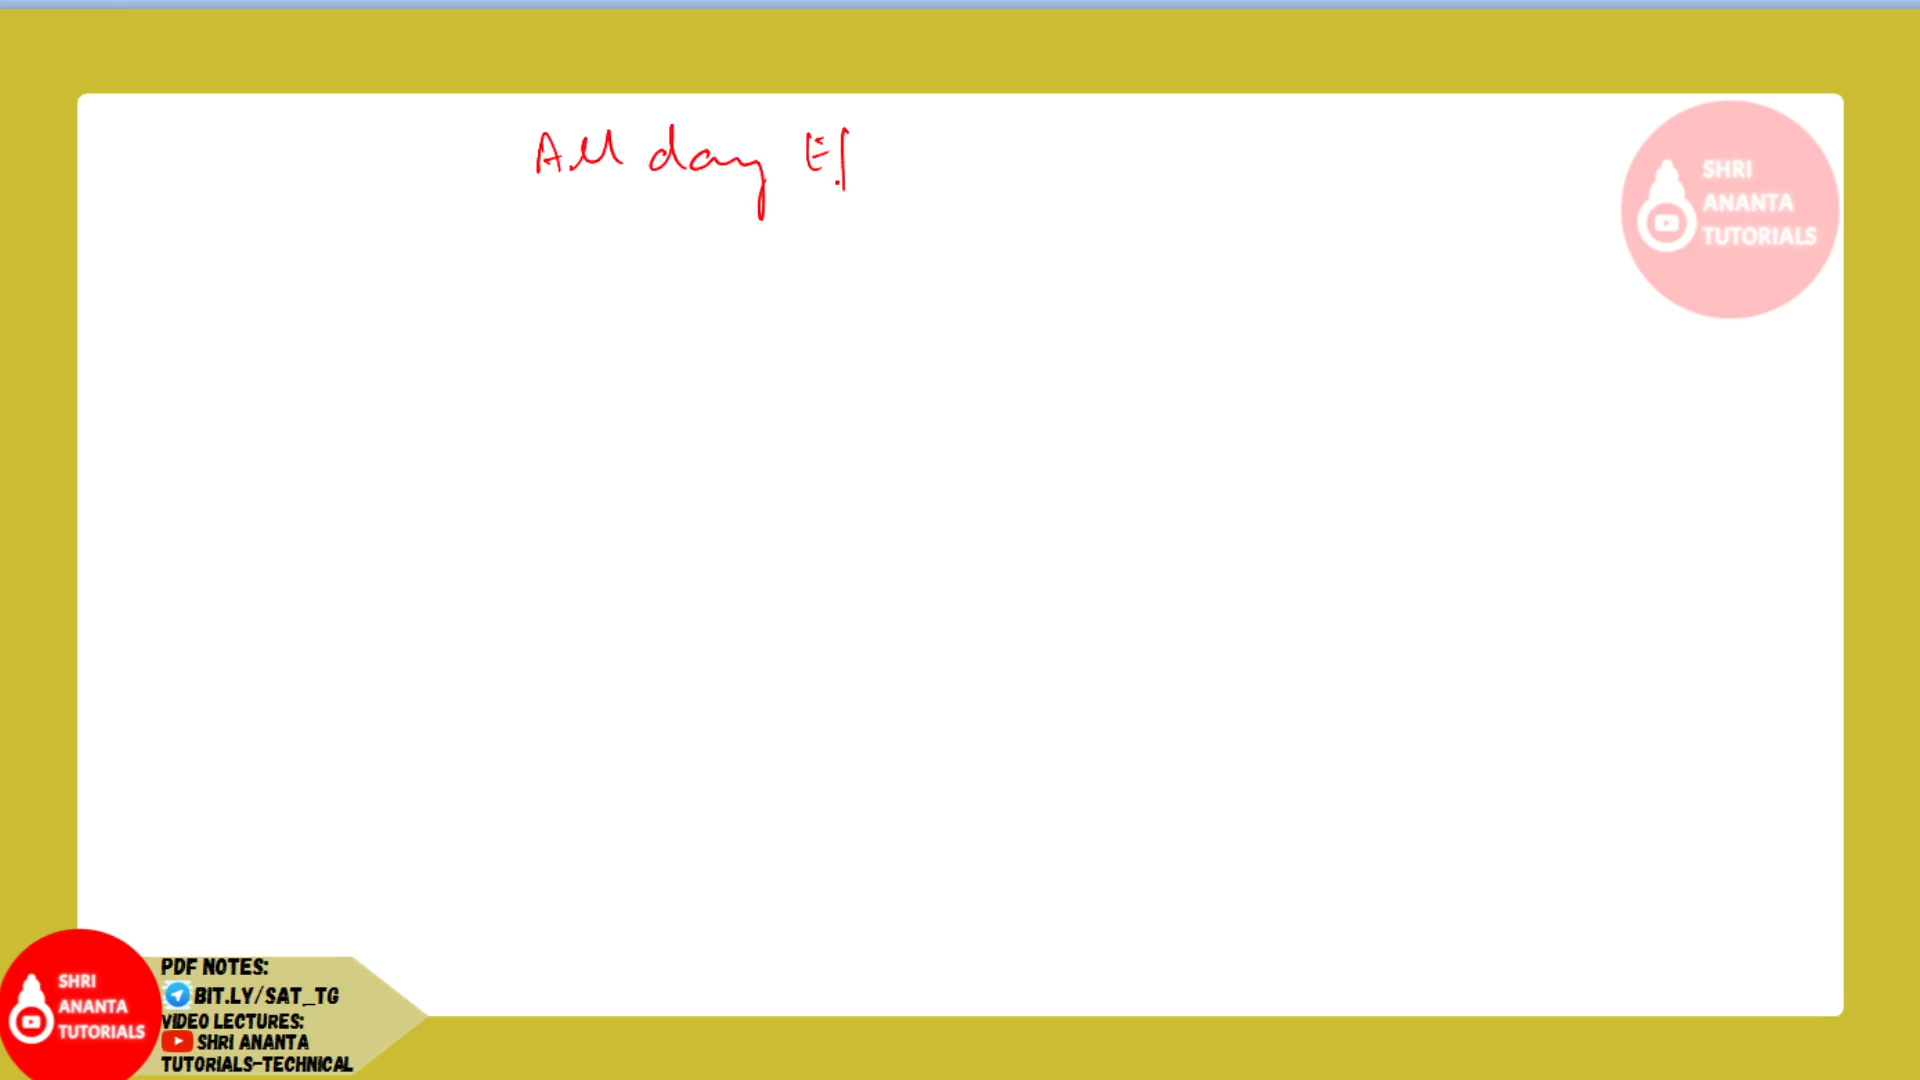 All day Ef
SHRI
ANANTA
TUTORIALS
PDF NOTES:
BIT.LY/SAT_TG
VIDEO LECTURES:
SHRI ANANTA
TUTORIALS-TECHNICAL
SHRI
ANANTA
TUTORIALS